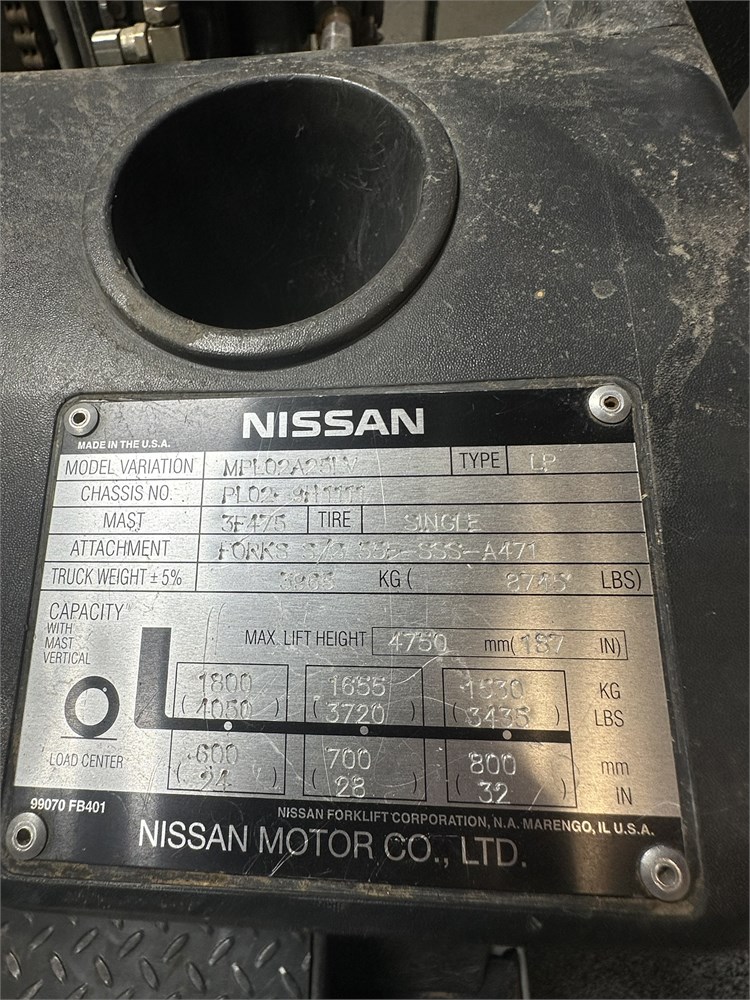 NISSAN
MADE IN THE U.S.A.
MODEL VARIATION MPL02A25LV TYPE LP
CHASSIS NO.
MAST 3F475 TIRE SINGLE
ATTACHMENT FORKS
TRUCK WEIGHT ± 5% KG ( LBS)
CAPACITY
WITH
MAST
VERTICAL
MAX. LIFT HEIGHT 4750 mm( 187 IN)
1800 1655 1530 KG
( 4050 ) ( 3720 ) ( 3435 ) LBS
LOAD CENTER 600 700 800 mm
( 24 ) ( 28 ) ( 32 ) IN
99070 FB401
NISSAN FORKLIFT CORPORATION, N.A. MARENGO, IL U.S.A.
NISSAN MOTOR CO., LTD.